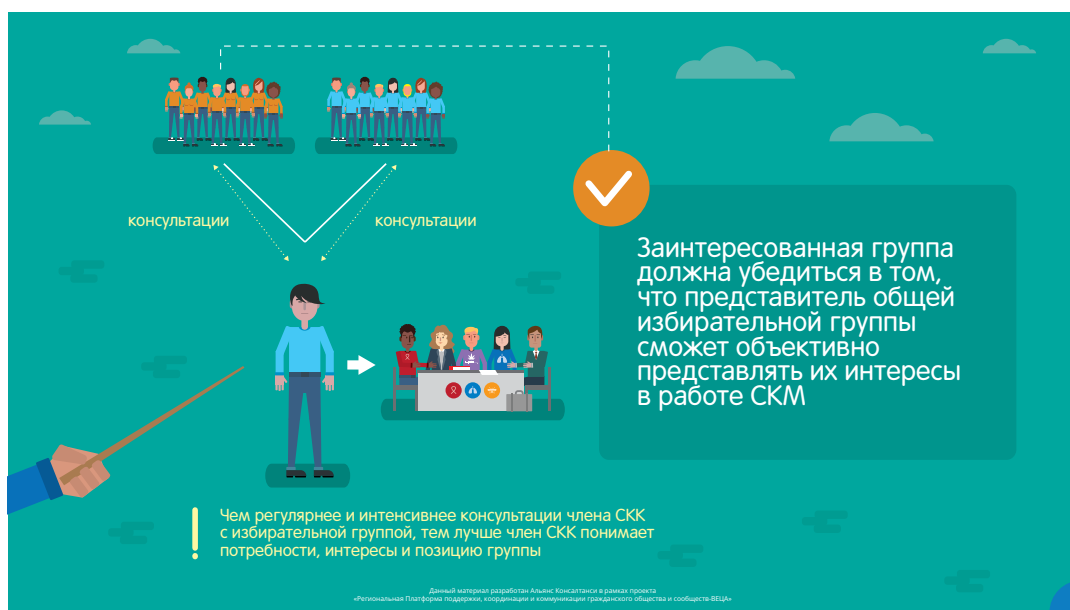 консультации
консультации
Заинтересованная группа
должна убедиться в том,
что представитель общей
избирательной группы
сможет объективно
представлять их интересы
в работе СКМ
!
Чем регулярнее и интенсивнее консультации члена СКК
с избирательной группой, тем лучше член СКК понимает
потребности, интересы и позицию группы
Данный материал разработан Альянс Консалтанси в рамках проекта
«Региональная Платформа поддержки, координации и коммуникации гражданского общества и сообществ-ВЕЦА»